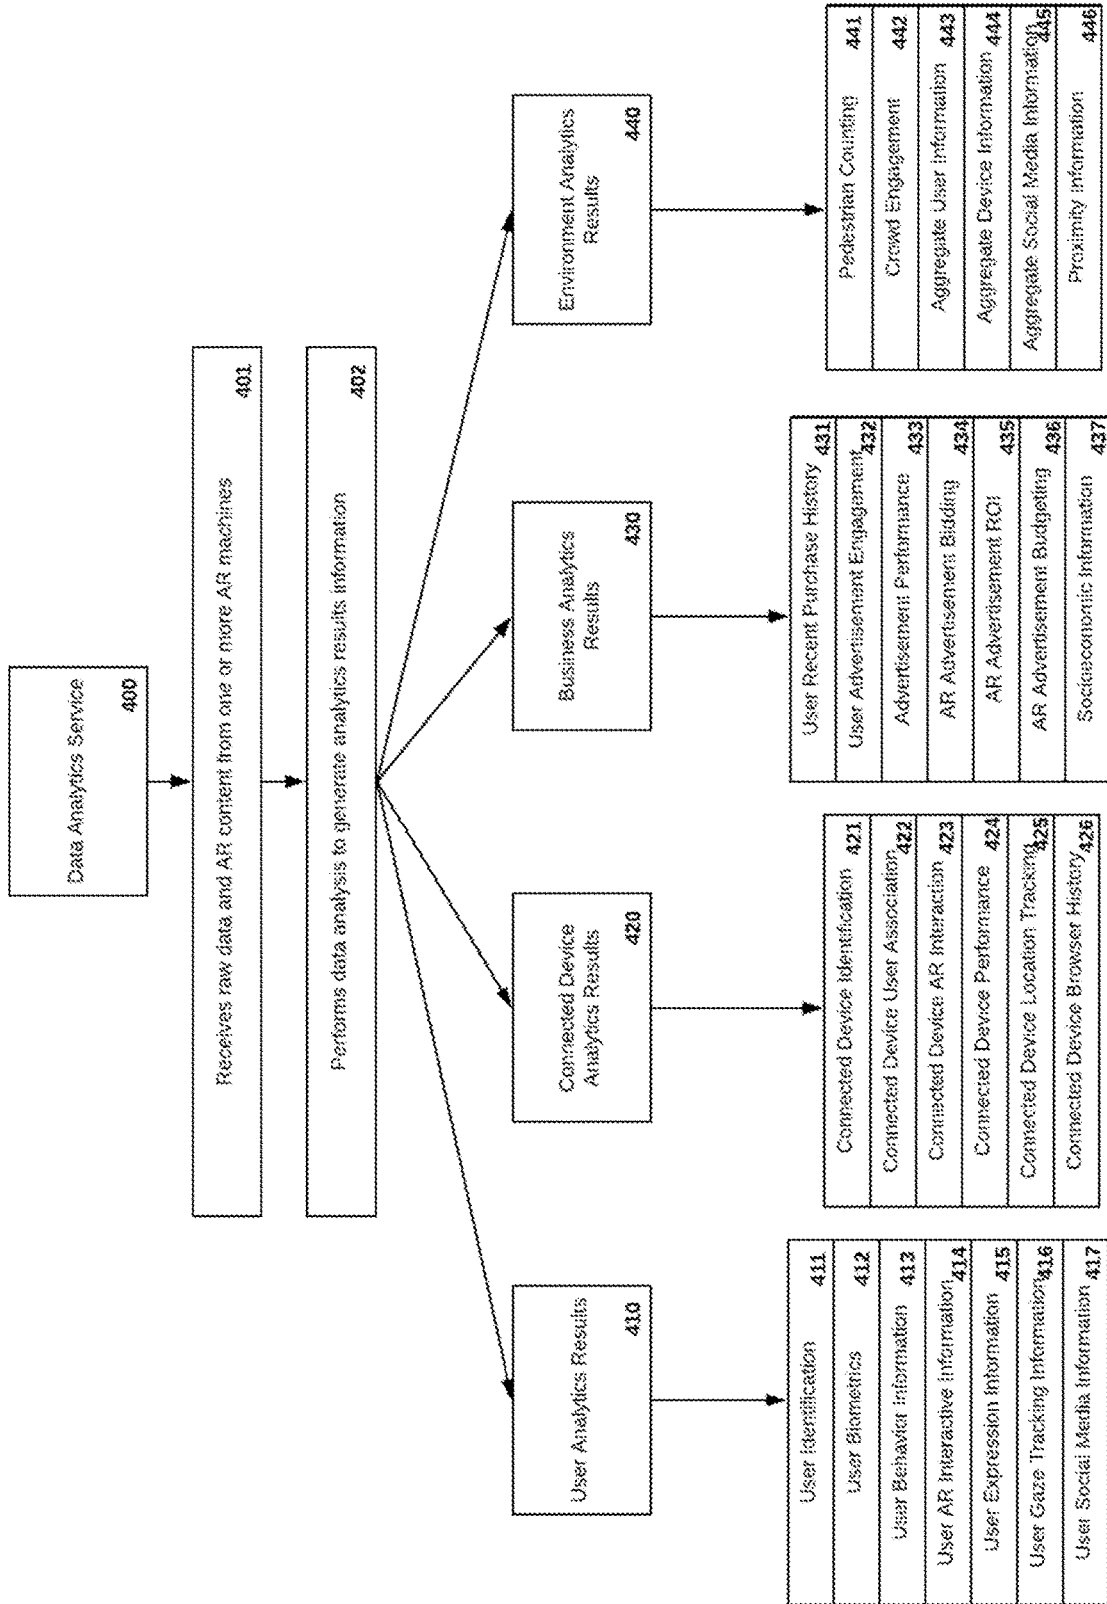 Data Analytics Service
400
Receives raw data and AR content from one or more AR machines
401
Performs data analysis to generate analytics results information
402
User Analytics Results
410
Connected Device
Analytics Results
420
Business Analytics
Results
430
Environment Analytics
Results
440
User Identification 411
User Biometrics 412
User Behavior Information 413
User AR Interactive Information 414
User Expression Information 415
User Gaze Tracking Information 416
User Social Media Information 417
Connected Device Identification 421
Connected Device User Association 422
Connected Device AR Interaction 423
Connected Device Performance 424
Connected Device Location Tracking 425
Connected Device Browser History 426
User Recent Purchase History 431
User Advertisement Engagement 432
Advertisement Performance 433
AR Advertisement Bidding 434
AR Advertisement ROI 435
AR Advertisement Budgeting 436
Socioeconomic Information 437
Pedestrian Counting 441
Crowd Engagement 442
Aggregate User Information 443
Aggregate Device Information 444
Aggregate Social Media Information 445
Proximity Information 446